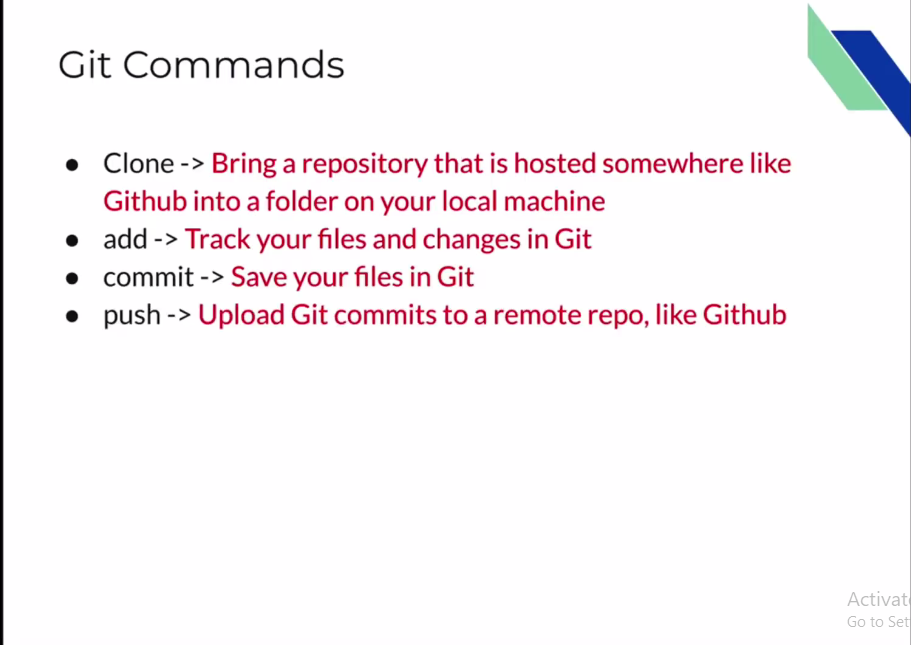 Git Commands
● Clone -> Bring a repository that is hosted somewhere like
Github into a folder on your local machine
● add -> Track your files and changes in Git
● commit -> Save your files in Git
● push -> Upload Git commits to a remote repo, like Github
Activat
Go to Set